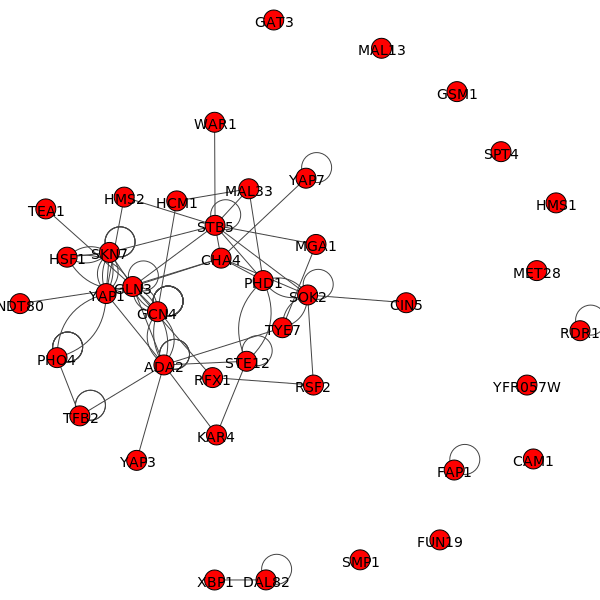 GAT3
MAL13
GSM1
WAR1
SPT4
YAP7
MAL33
HMS2
HCM1
HMS1
TEA1
STB5
MGA1
SKN7
HSF1
CHA4
MET28
PHD1
GLN3
YAP1
SOK2
NDT80
CIN5
GCN4
TYE7
PHO4
STE12
ADA2
RFX1
RSF2
YFR057W
TFB2
KAR4
YAP3
CAM1
FAP1
FUN19
SMP1
XBP1
DAL82